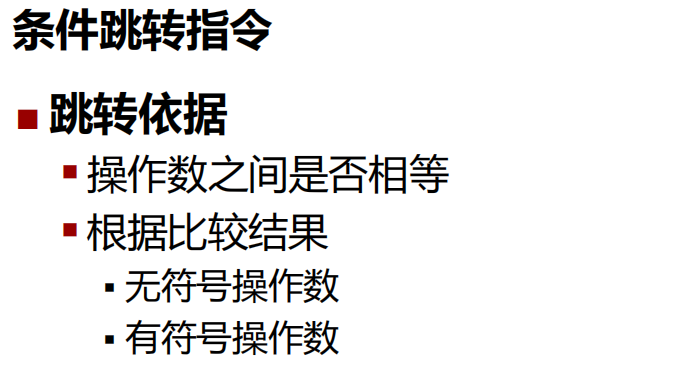 条件跳转指令
跳转依据
操作数之间是否相等
根据比较结果
无符号操作数
有符号操作数